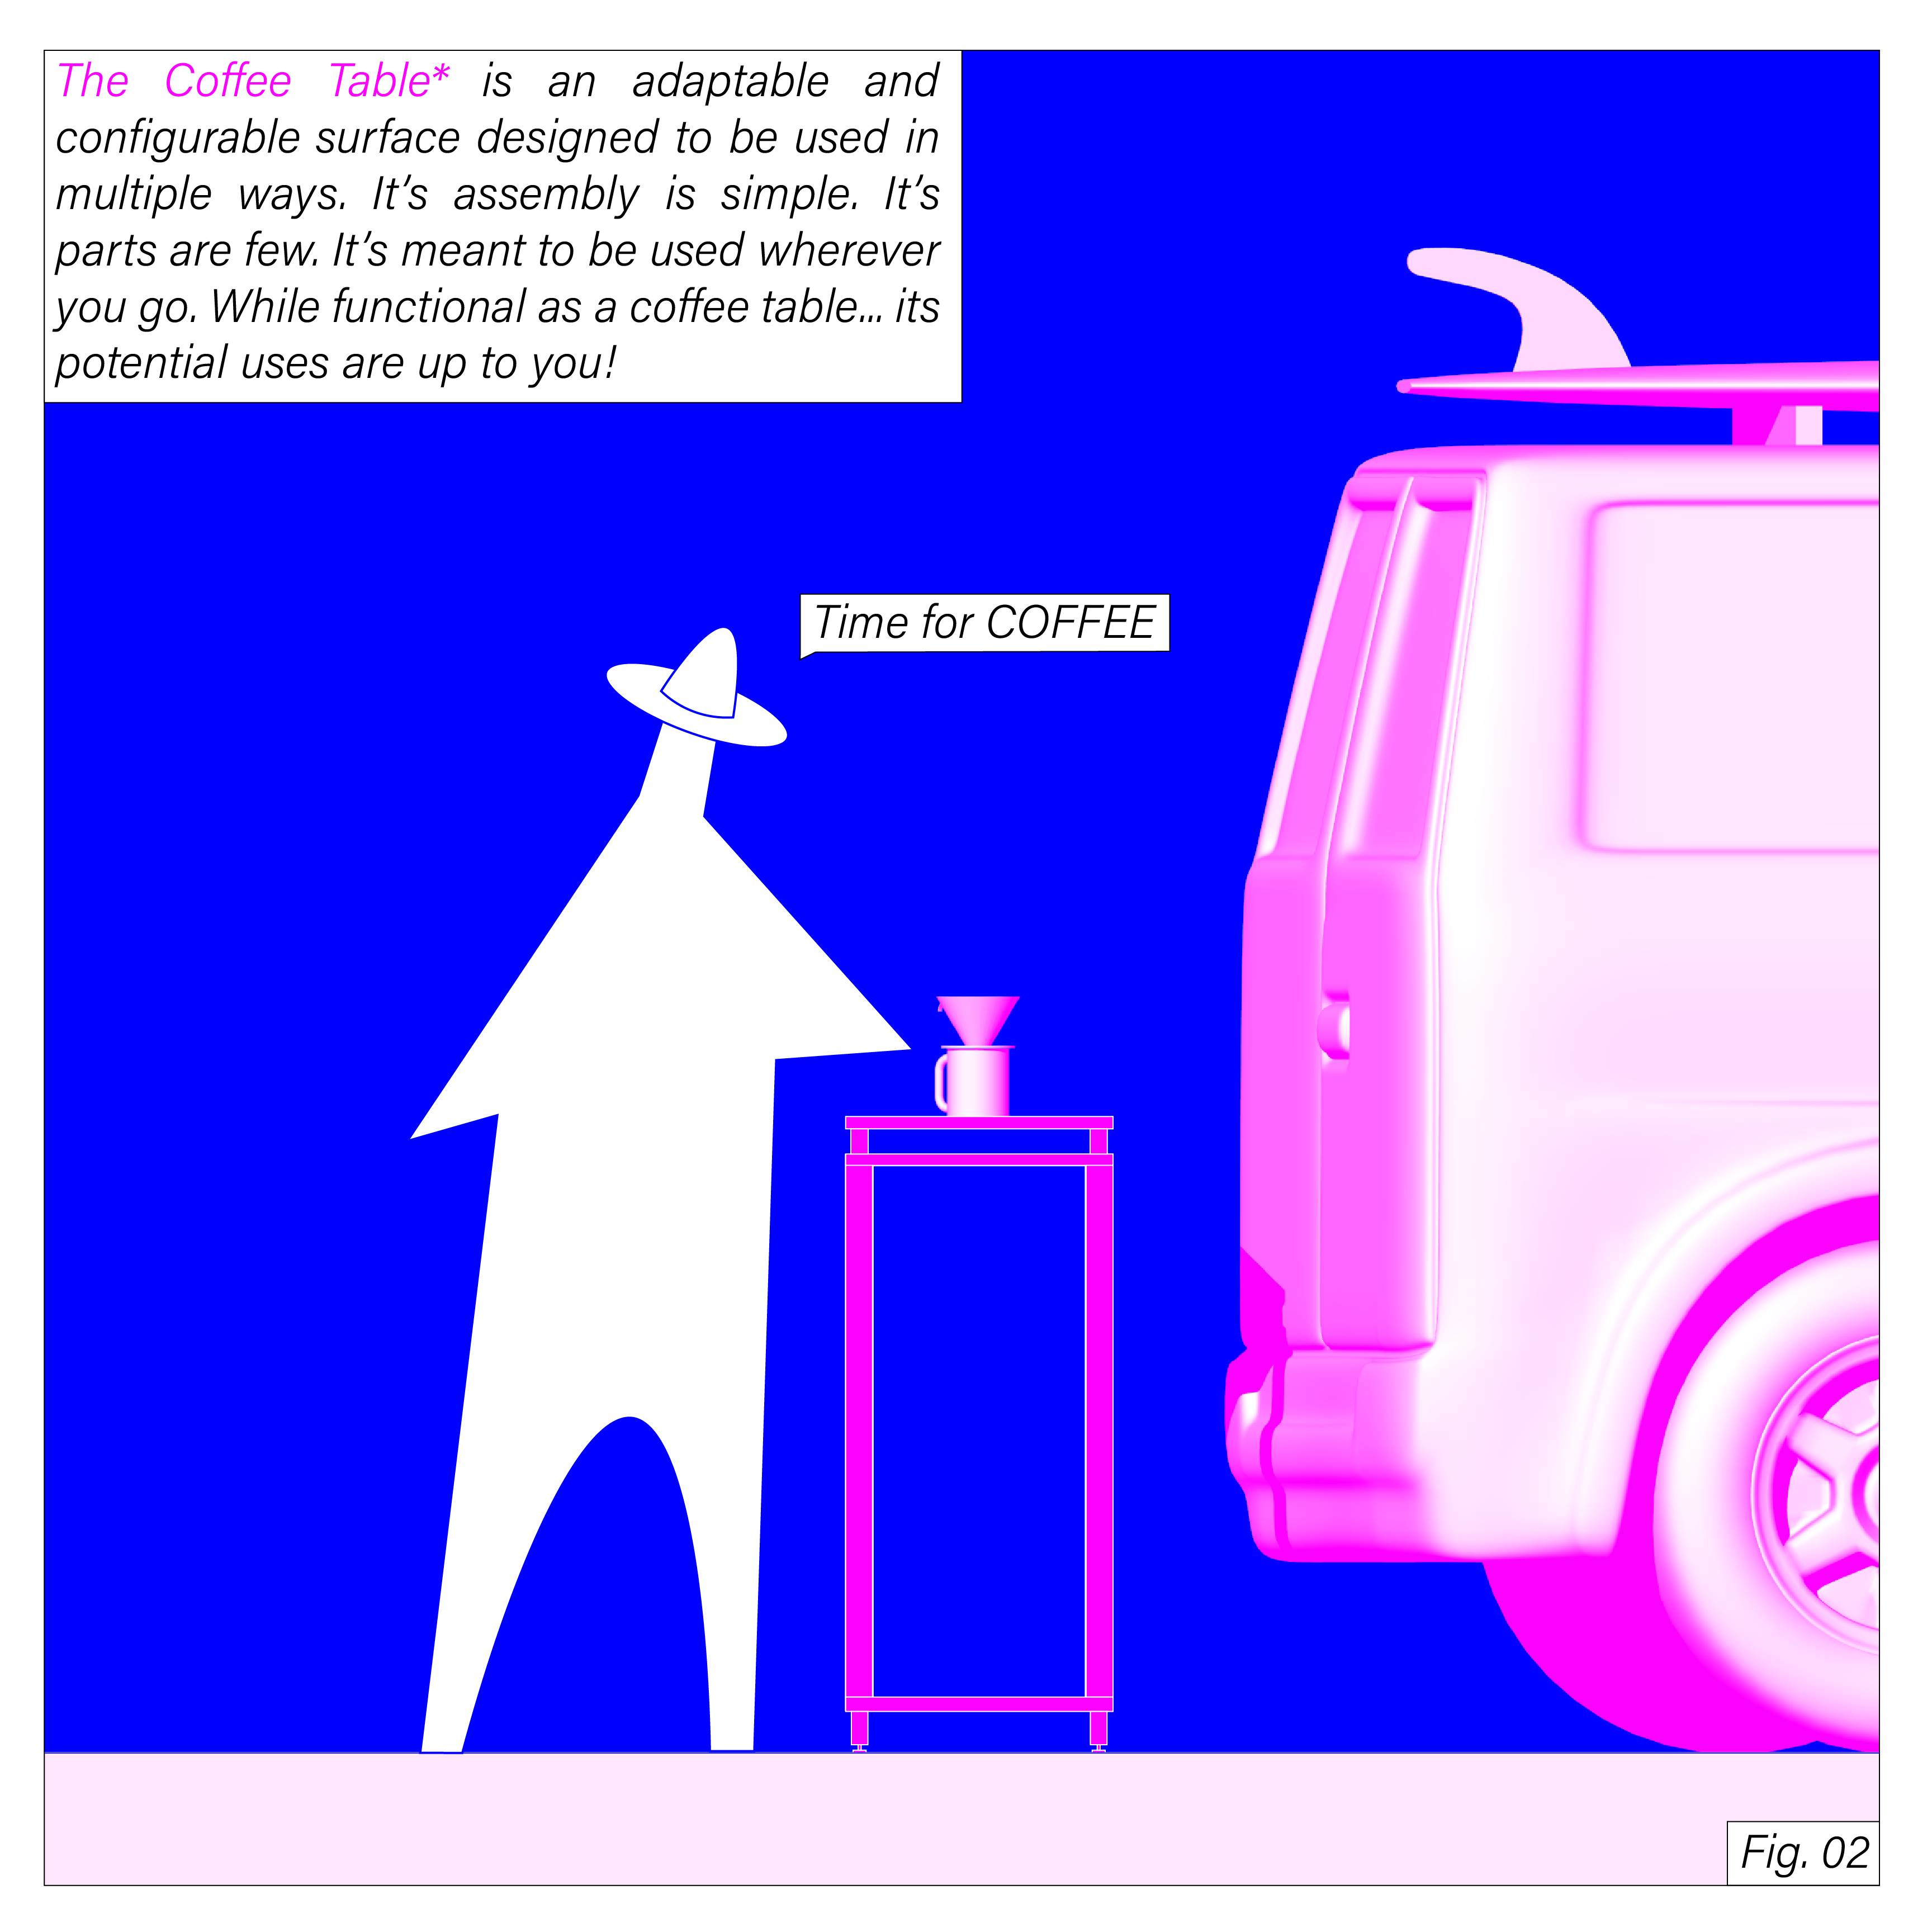 The Coffee Table* is an adaptable and
configurable surface designed to be used in
multiple ways. It’s assembly is simple. It’s
parts are few. It’s meant to be used wherever
you go. While functional as a coffee table... its
potential uses are up to you!
Time for COFFEE
Fig. 02